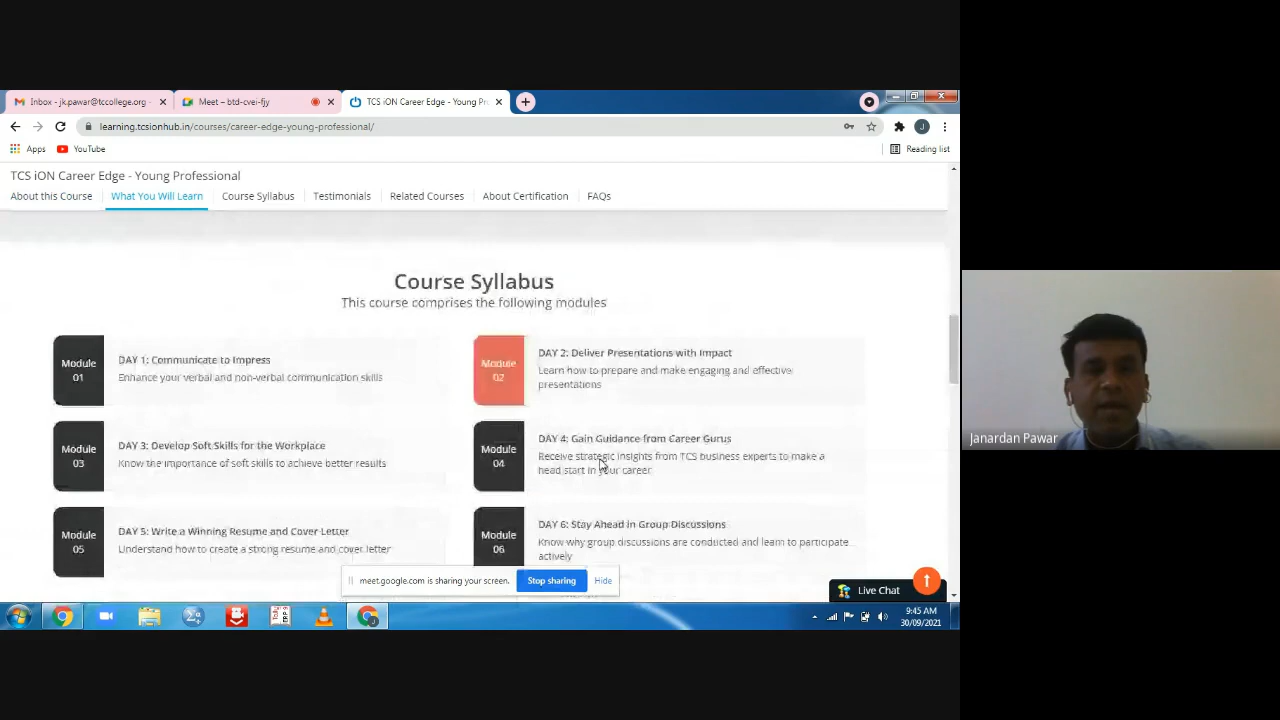 Inbox - jk.pawar@tccollege.org -
Meet – btd-cvei-fjy
TCS iON Career Edge - Young Pr
learning.tcsionhub.in/courses/career-edge-young-professional/
Apps
YouTube
Reading list
TCS iON Career Edge - Young Professional
About this Course
What You Will Learn
Course Syllabus
Testimonials
Related Courses
About Certification
FAQs
Course Syllabus
This course comprises the following modules
Module
01
DAY 1: Communicate to Impress
Enhance your verbal and non-verbal communication skills
Module
02
DAY 2: Deliver Presentations with Impact
Learn how to prepare and make engaging and effective
presentations
Module
03
DAY 3: Develop Soft Skills for the Workplace
Know the importance of soft skills to achieve better results
Module
04
DAY 4: Gain Guidance from Career Gurus
Receive strategic insights from TCS business experts to make a
head start in your career
Module
05
DAY 5: Write a Winning Resume and Cover Letter
Understand how to create a strong resume and cover letter
Module
06
DAY 6: Stay Ahead in Group Discussions
Know why group discussions are conducted and learn to participate
actively
meet.google.com is sharing your screen.
Stop sharing
Hide
Live Chat
9:45 AM
30/09/2021
Janardan Pawar